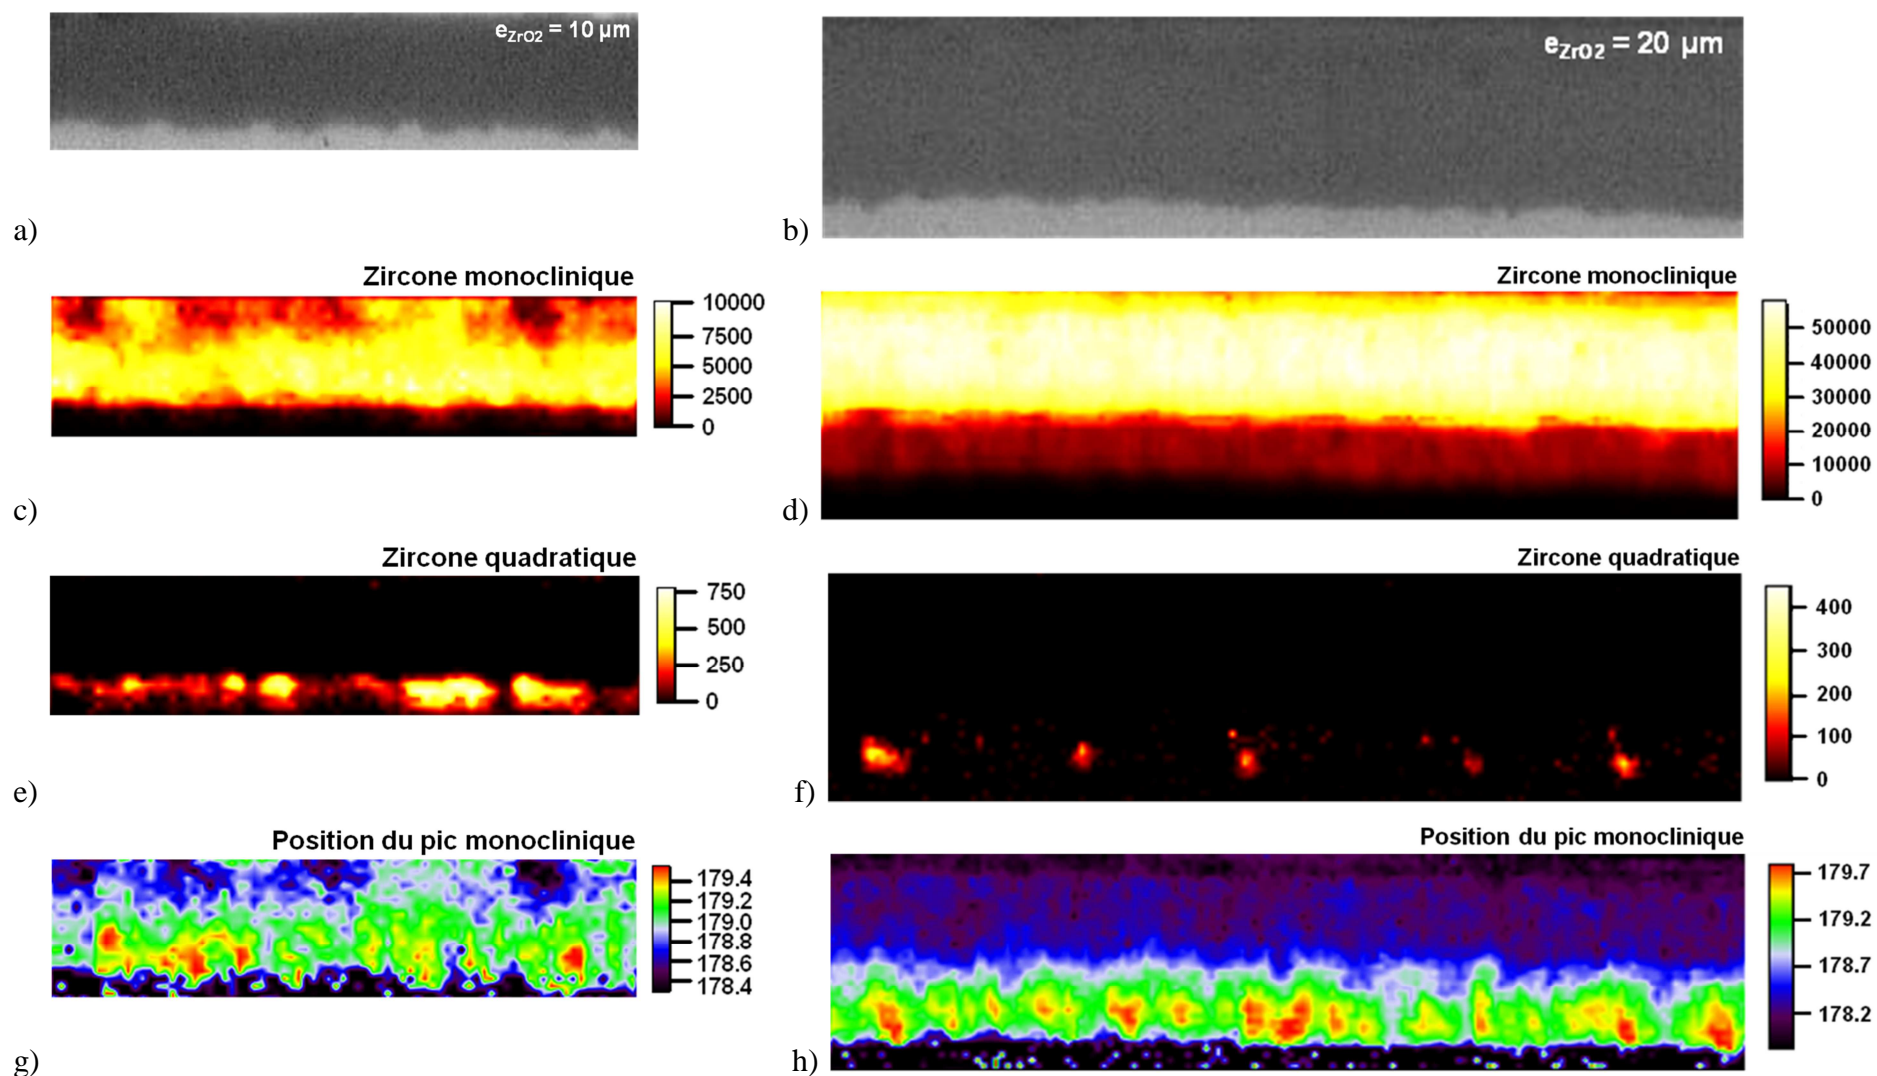 eZrO2 = 10 µm
eZrO2 = 20 µm
a)
b)
Zircone monoclinique
10000
7500
5000
2500
0
c)
Zircone monoclinique
50000
40000
30000
20000
10000
0
d)
Zircone quadratique
750
500
250
0
e)
Zircone quadratique
400
300
200
100
0
f)
Position du pic monoclinique
179.4
179.2
179.0
178.8
178.6
178.4
g)
Position du pic monoclinique
179.7
179.2
178.7
178.2
h)